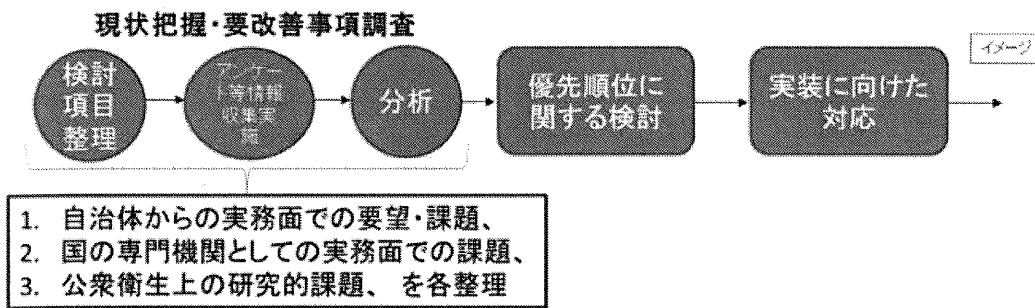 現状把握・要改善事項調査
イメージ
検討
項目
整理
アンケー
ト等情報
収集実
施
分析
優先順位に
関する検討
実装に向けた
対応
1. 自治体からの実務面での要望・課題、
2. 国の専門機関としての実務面での課題、
3. 公衆衛生上の研究的課題、 を各整理